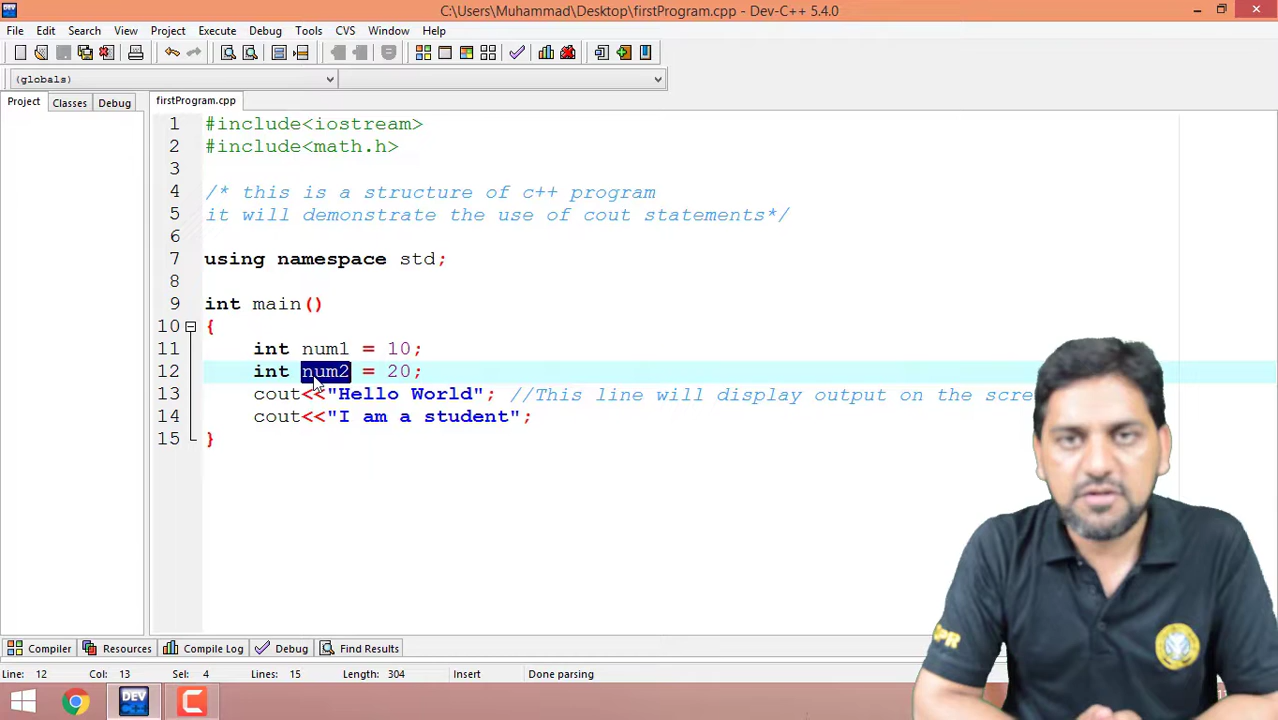 C:\Users\Muhammad\Desktop\firstProgram.cpp - Dev-C++ 5.4.0
File Edit Search View Project Execute Debug Tools CVS Window Help
(globals)
Project Classes Debug firstProgram.cpp
1 #include<iostream>
2 #include<math.h>
3
4 /* this is a structure of c++ program
5 it will demonstrate the use of cout statements*/
6
7 using namespace std;
8
9 int main()
10 {
11 int num1 = 10;
12 int num2 = 20;
13 cout<<"Hello World"; //This line will display output on the scre
14 cout<<"I am a student";
15 }
Compiler Resources Compile Log Debug Find Results
Line: 12 Col: 13 Sel: 4 Lines: 15 Length: 304 Insert Done parsing
DEV C++ C